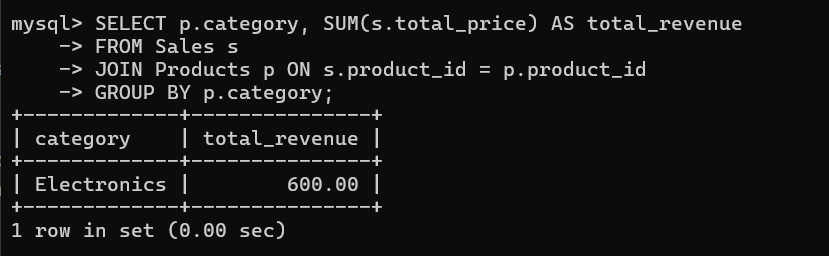 mysql> SELECT p.category, SUM(s.total_price) AS total_revenue
    -> FROM Sales s
    -> JOIN Products p ON s.product_id = p.product_id
    -> GROUP BY p.category;
+-------------+---------------+
| category    | total_revenue |
+-------------+---------------+
| Electronics |        600.00 |
+-------------+---------------+
1 row in set (0.00 sec)